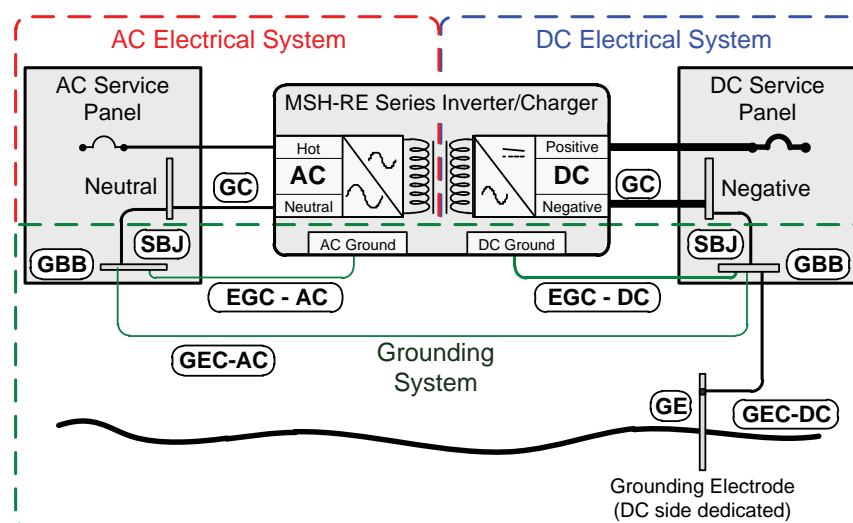 AC Electrical System
DC Electrical System
AC Service
Panel
MSH-RE Series Inverter/Charger
DC Service
Panel
Hot
Positive
AC
DC
Neutral
GC
GC
Negative
Neutral
Negative
SBJ
SBJ
AC Ground
DC Ground
GBB
GBB
EGC - AC
EGC - DC
GEC-AC
Grounding
System
GE
GEC-DC
Grounding Electrode
(DC side dedicated)